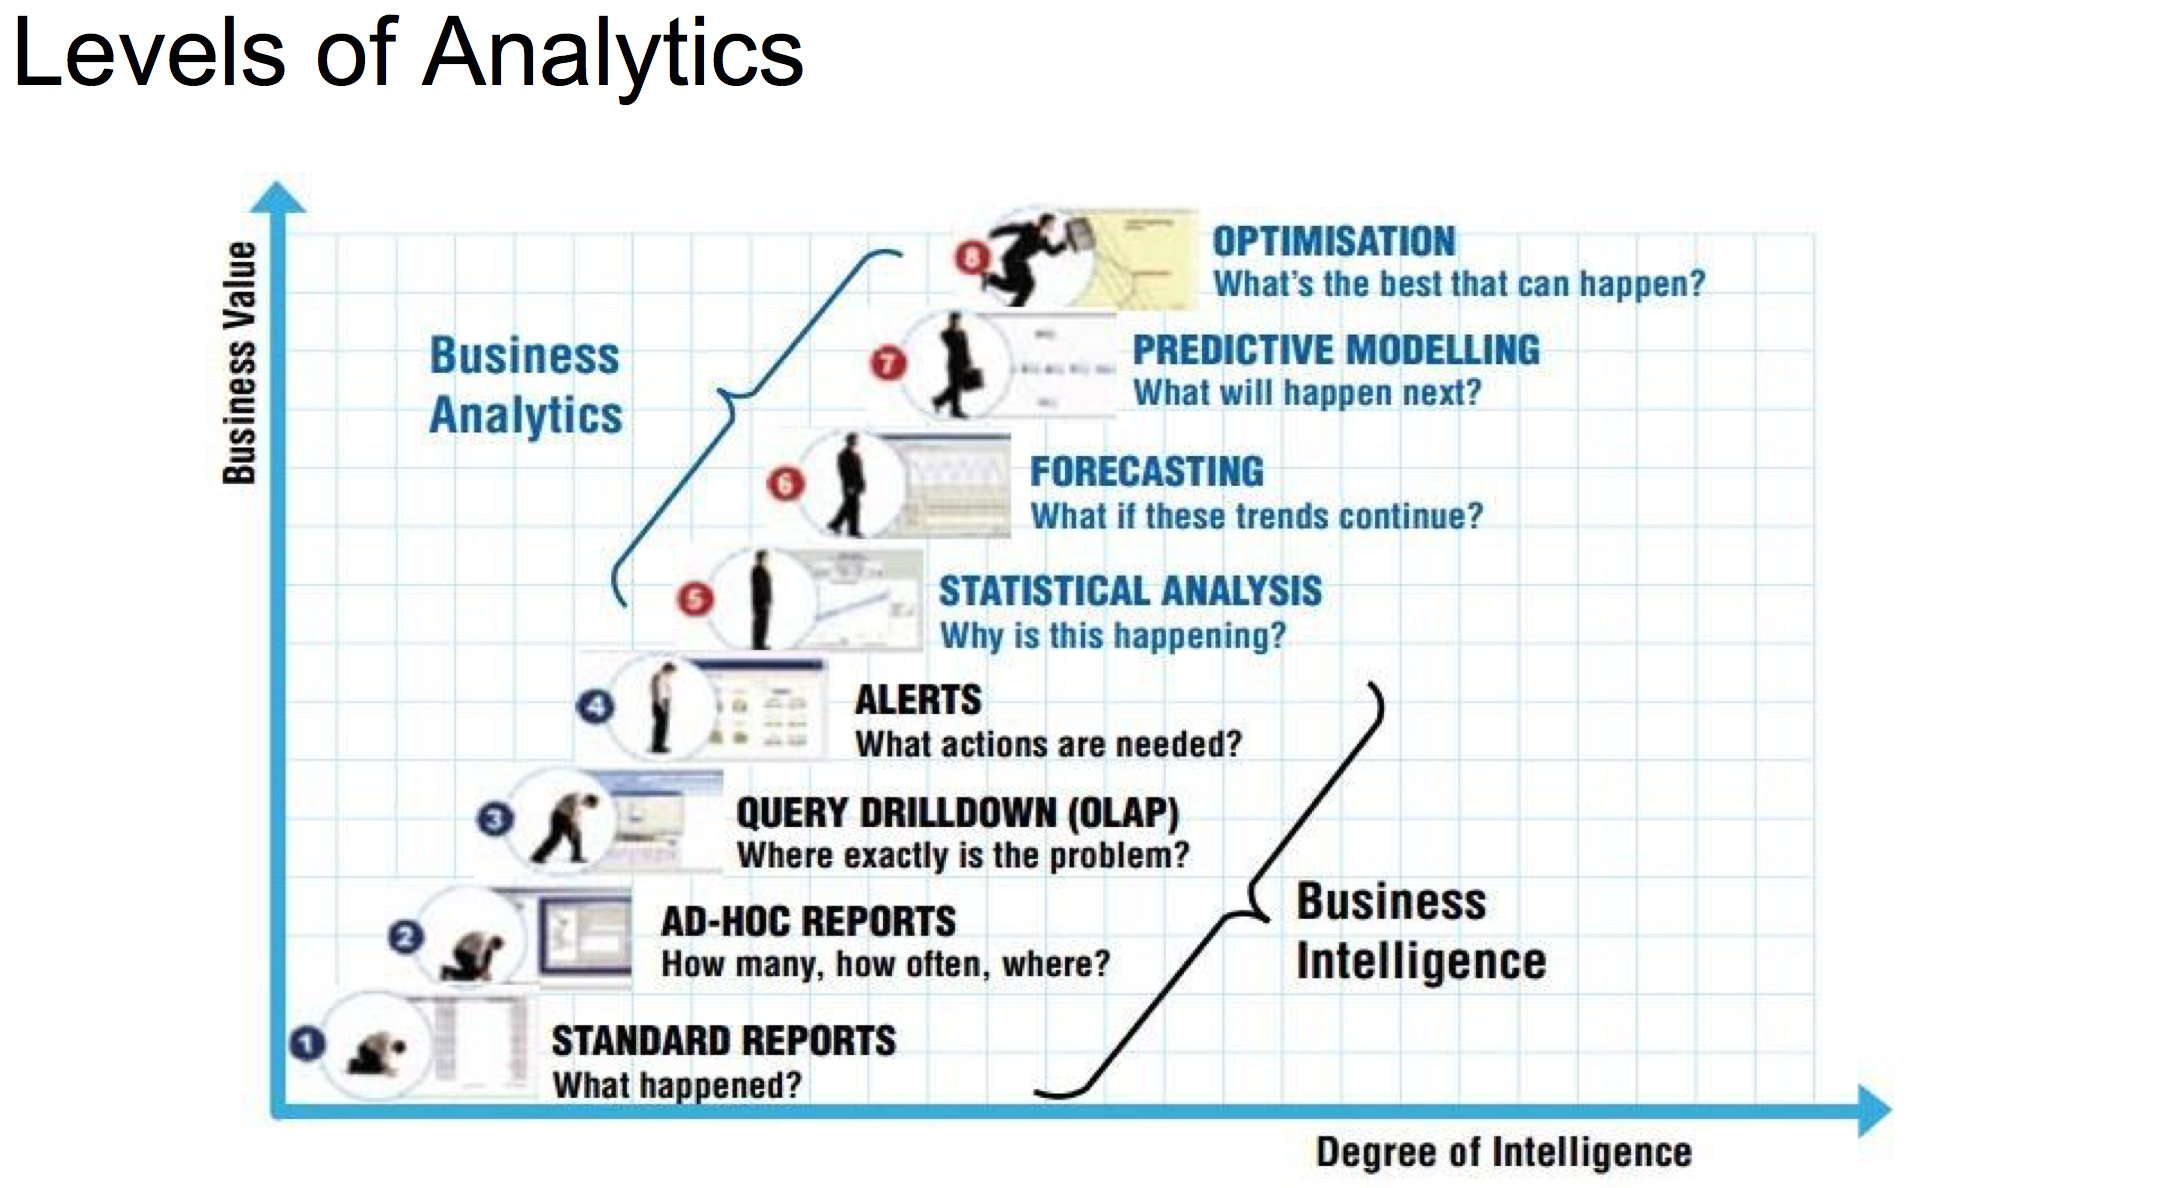 Levels of Analytics
Business Value
Business
Analytics
8
OPTIMISATION
What's the best that can happen?
7
PREDICTIVE MODELLING
What will happen next?
6
FORECASTING
What if these trends continue?
5
STATISTICAL ANALYSIS
Why is this happening?
4
ALERTS
What actions are needed?
3
QUERY DRILLDOWN (OLAP)
Where exactly is the problem?
2
AD-HOC REPORTS
How many, how often, where?
Business
Intelligence
1
STANDARD REPORTS
What happened?
Degree of Intelligence